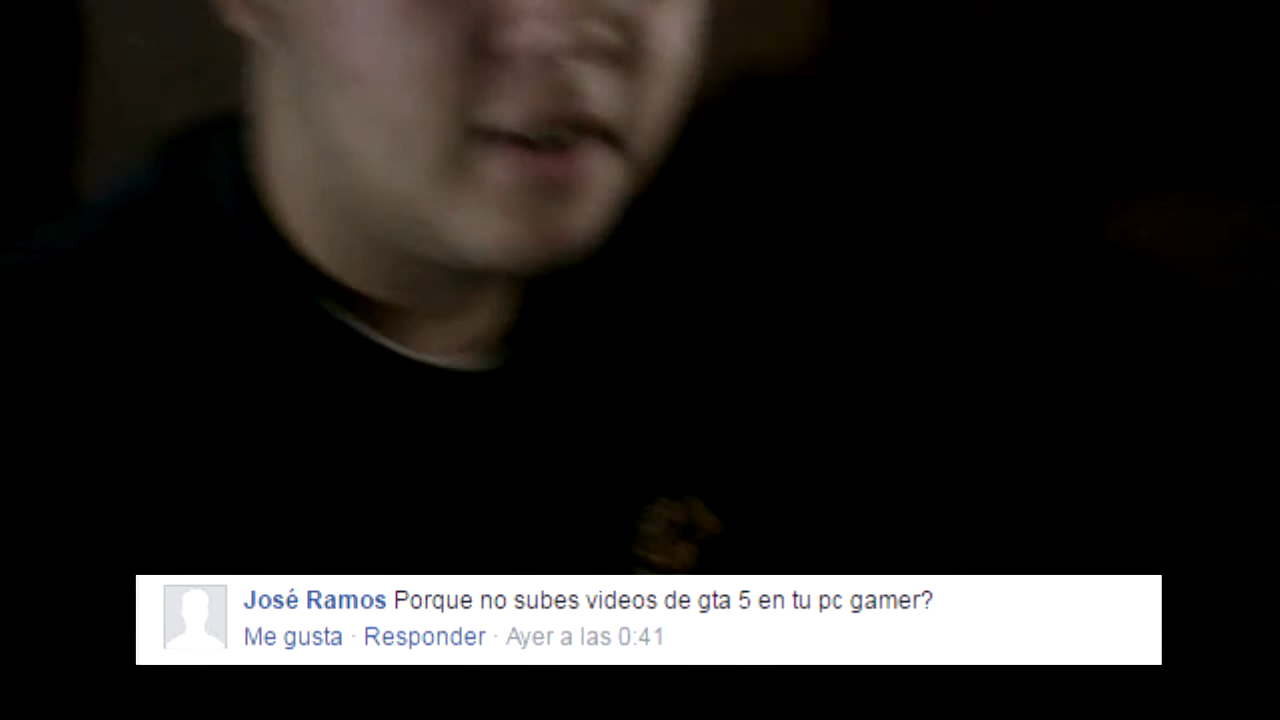 José Ramos Porque no subes videos de gta 5 en tu pc gamer?
Me gusta · Responder · Ayer a las 0:41